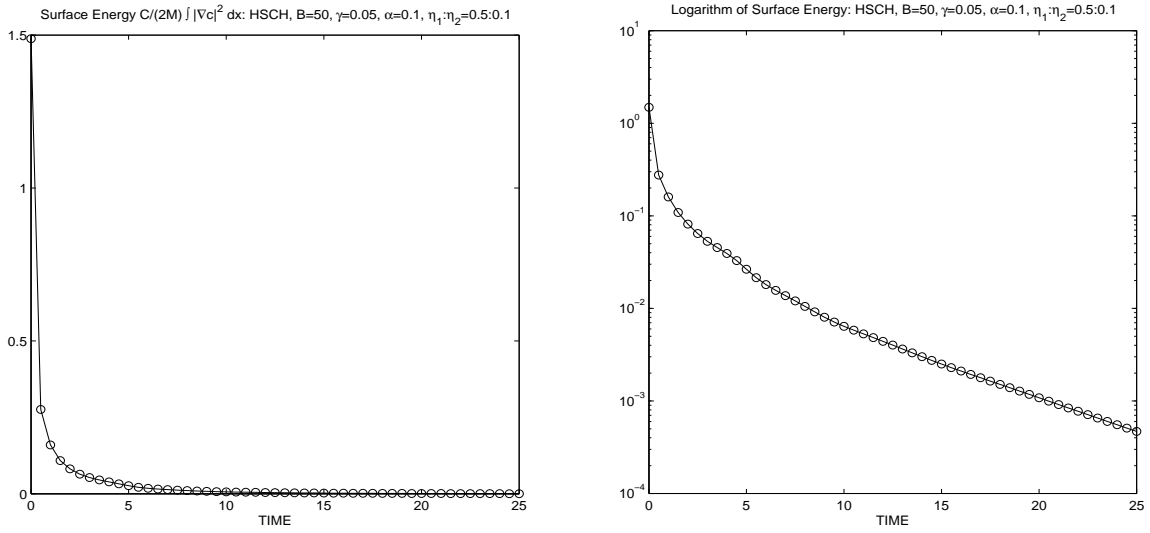 Surface Energy C/(2M) ∫ |∇c|² dx: HSCH, B=50, γ=0.05, α=0.1, η₁:η₂=0.5:0.1
1.5
1
0.5
0
0 5 10 15 20 25
TIME
Logarithm of Surface Energy: HSCH, B=50, γ=0.05, α=0.1, η₁:η₂=0.5:0.1
10¹
10⁰
10⁻¹
10⁻²
10⁻³
10⁻⁴
0 5 10 15 20 25
TIME